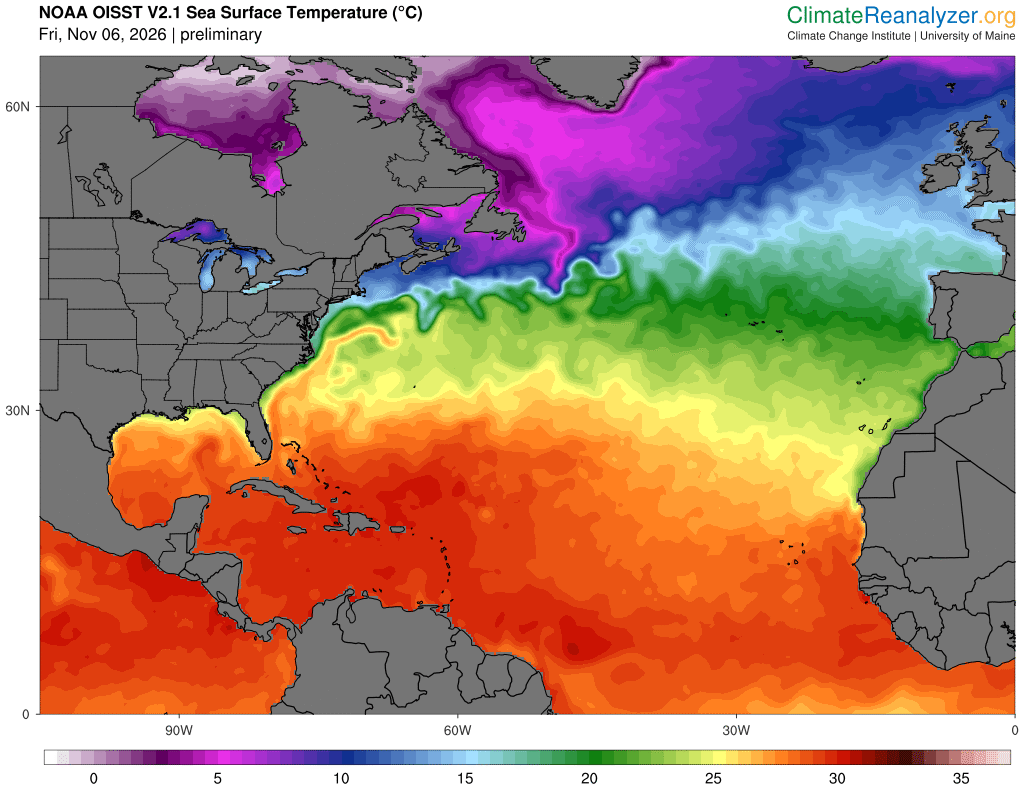 NOAA OISST V2.1 Sea Surface Temperature (°C)
Fri, Nov 06, 2026 | preliminary
ClimateReanalyzer.org
Climate Change Institute | University of Maine
60N
30N
0
90W
60W
30W
0
0
5
10
15
20
25
30
35